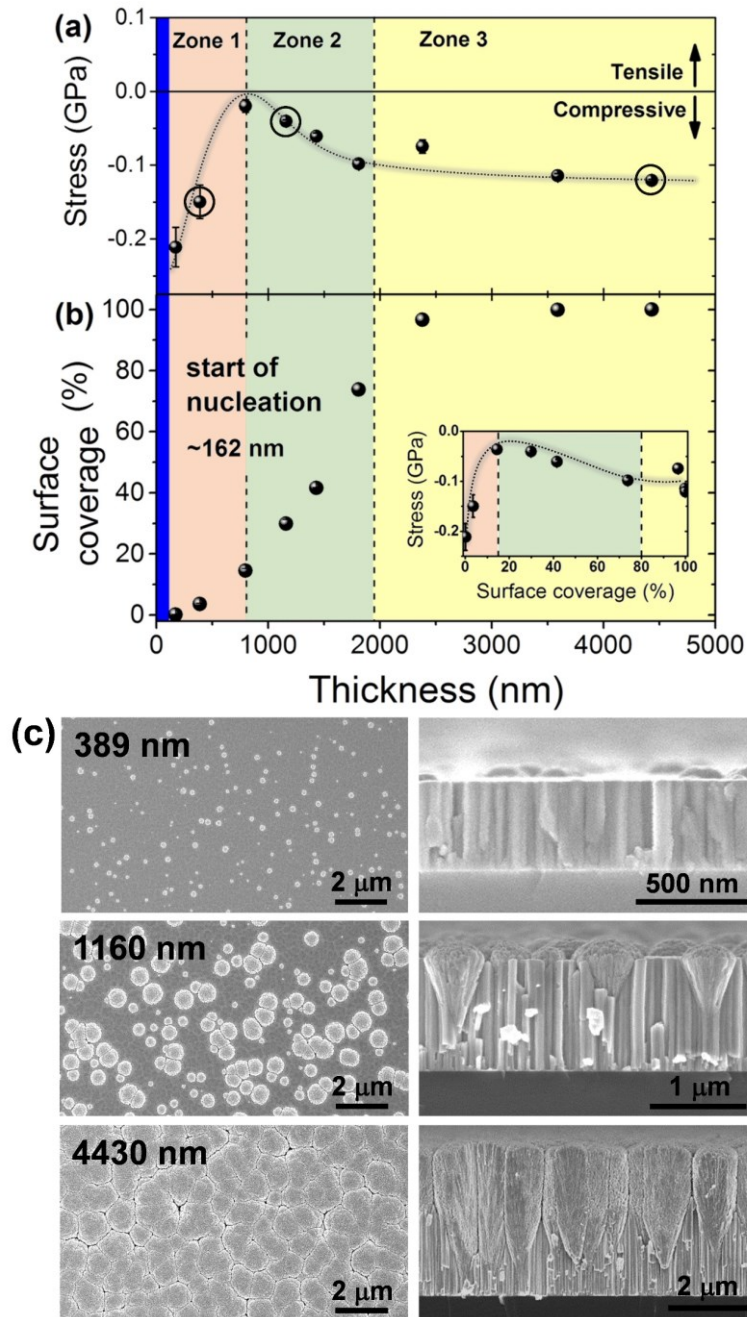 (a)
Zone 1 Zone 2 Zone 3
Tensile
Compressive
Stress (GPa)
0.1
0.0
-0.1
-0.2
(b)
start of
nucleation
~162 nm
Surface
coverage (%)
100
80
60
40
20
0
Stress (GPa)
0.0
-0.1
-0.2
0 20 40 60 80 100
Surface coverage (%)
0 1000 2000 3000 4000 5000
Thickness (nm)
(c)
389 nm
2 μm
500 nm
1160 nm
2 μm
1 μm
4430 nm
2 μm
2 μm